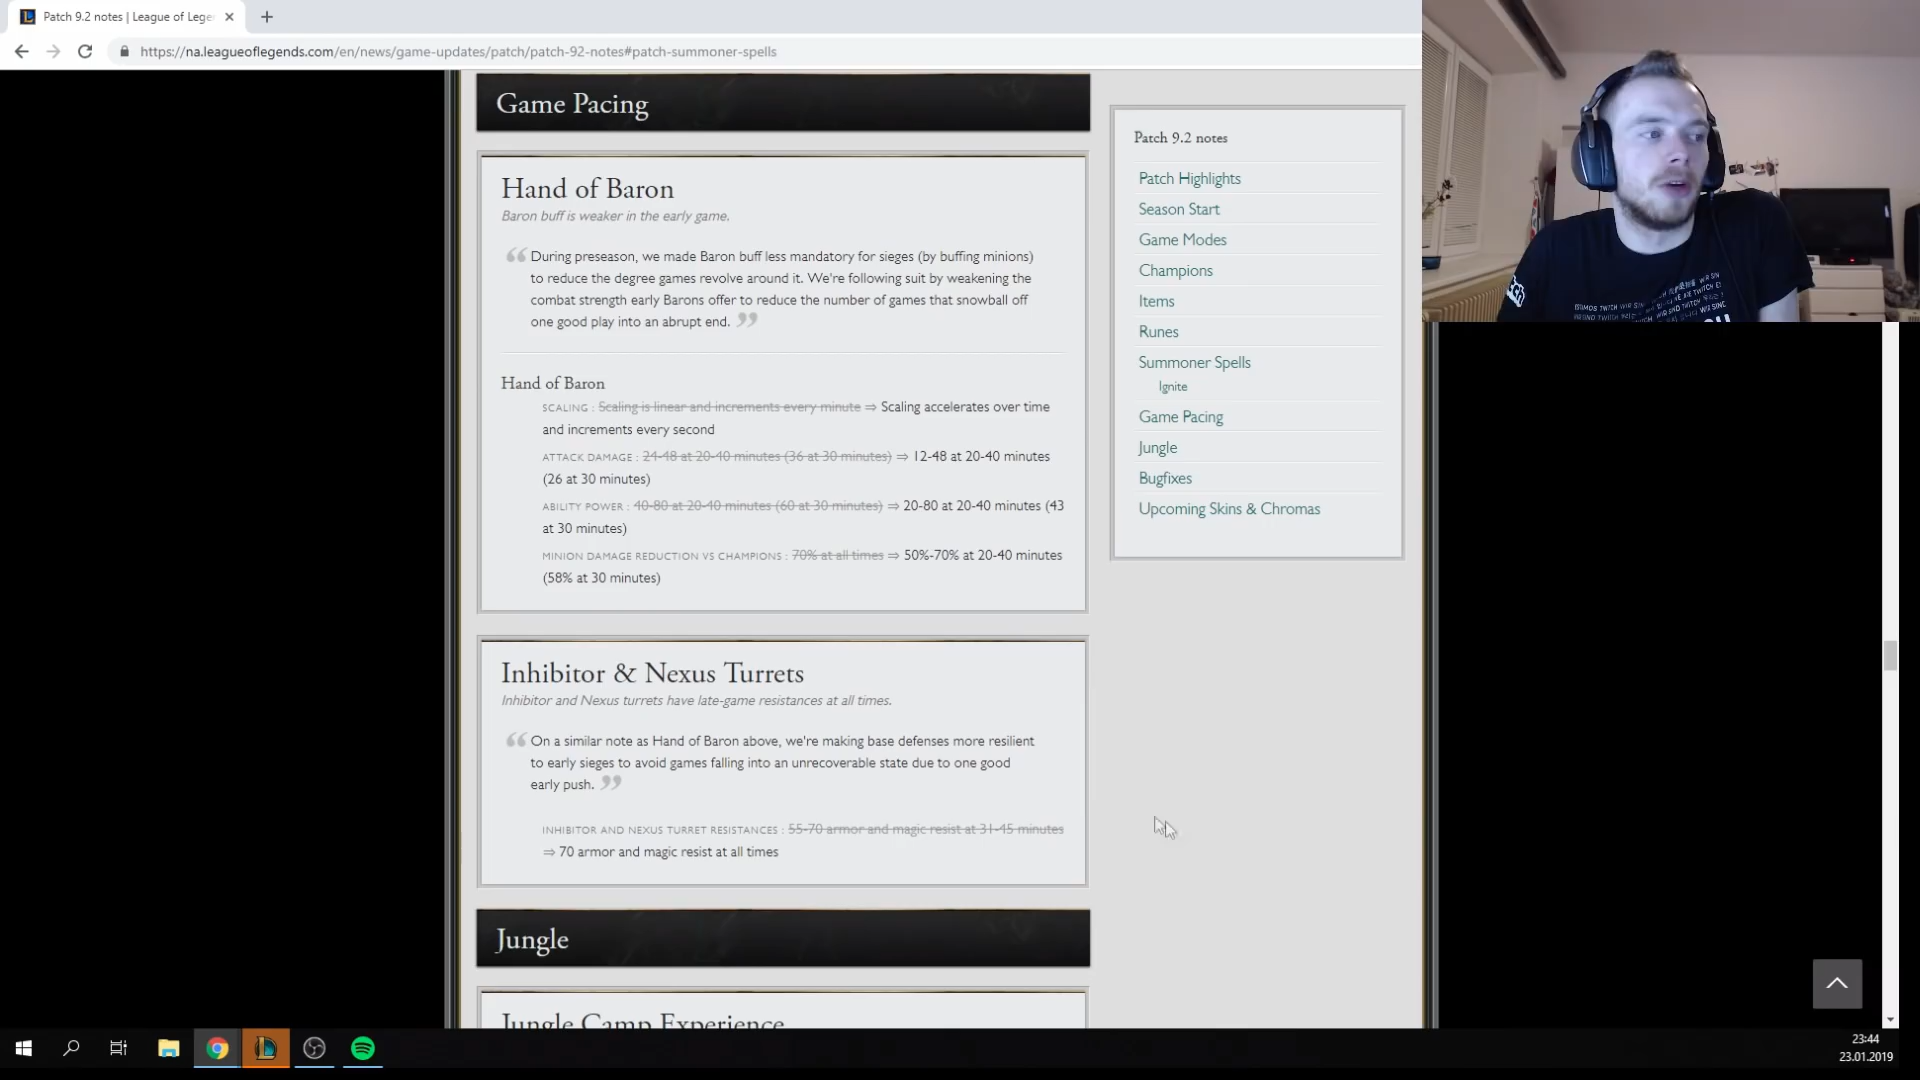 Patch 9.2 notes | League of Lege
https://na.leagueoflegends.com/en/news/game-updates/patch/patch-92-notes#patch-summoner-spells
Game Pacing
Hand of Baron
Baron buff is weaker in the early game.
During preseason, we made Baron buff less mandatory for sieges (by buffing minions)
to reduce the degree games revolve around it. We're following suit by weakening the
combat strength early Barons offer to reduce the number of games that snowball off
one good play into an abrupt end.
Hand of Baron
SCALING : Scaling is linear and increments every minute ⇒ Scaling accelerates over time
and increments every second
ATTACK DAMAGE : 24-48 at 20-40 minutes (36 at 30 minutes) ⇒ 12-48 at 20-40 minutes
(26 at 30 minutes)
ABILITY POWER : 40-80 at 20-40 minutes (60 at 30 minutes) ⇒ 20-80 at 20-40 minutes (43
at 30 minutes)
MINION DAMAGE REDUCTION VS CHAMPIONS : 70% at all times ⇒ 50%-70% at 20-40 minutes
(58% at 30 minutes)
Inhibitor & Nexus Turrets
Inhibitor and Nexus turrets have late-game resistances at all times.
On a similar note as Hand of Baron above, we're making base defenses more resilient
to early sieges to avoid games falling into an unrecoverable state due to one good
early push.
INHIBITOR AND NEXUS TURRET RESISTANCES : 55-70 armor and magic resist at 31-45 minutes
⇒ 70 armor and magic resist at all times
Jungle
Jungle Camp Experience
Patch 9.2 notes
Patch Highlights
Season Start
Game Modes
Champions
Items
Runes
Summoner Spells
Ignite
Game Pacing
Jungle
Bugfixes
Upcoming Skins & Chromas
23:44
23.01.2019